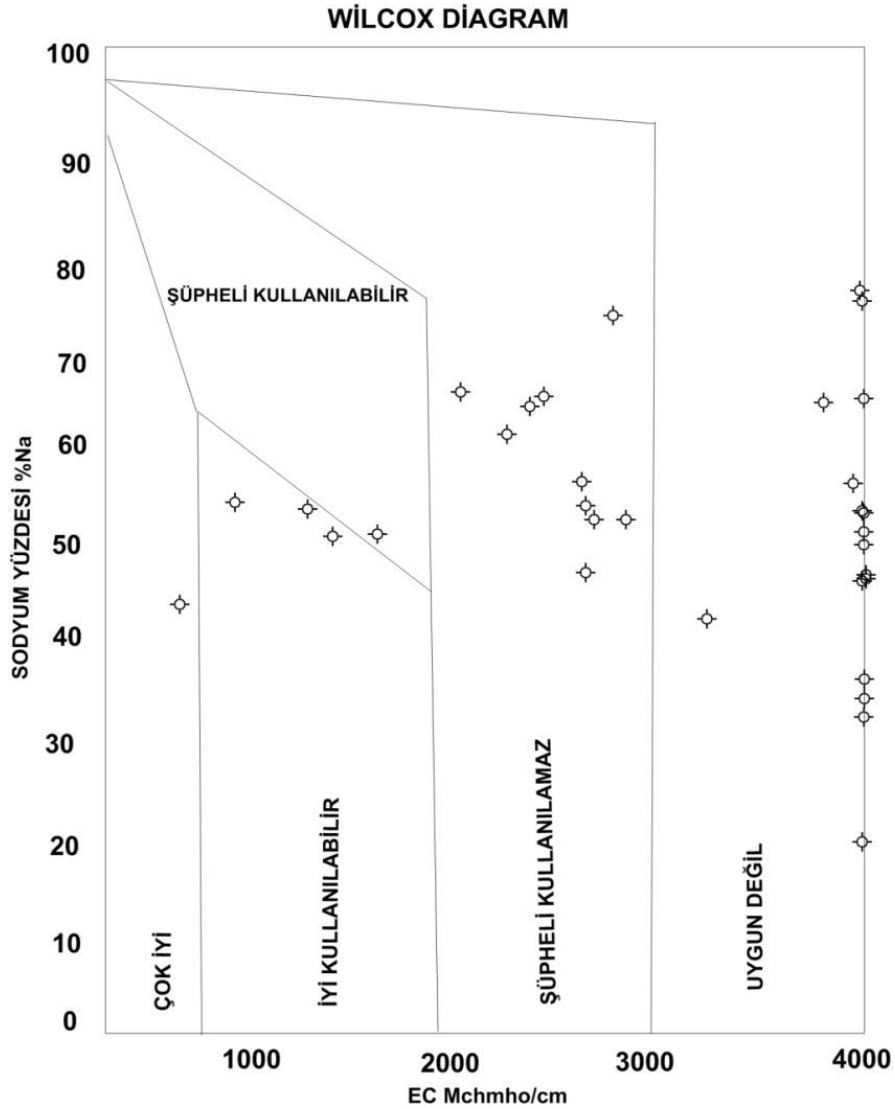 WİLCOX DİAGRAM
100
90
80
70
60
50
40
30
20
10
0
SODYUM YÜZDESİ %Na
ŞÜPHELİ KULLANILABİLİR
ÇOK İYİ
İYİ KULLANILABİLİR
ŞÜPHELİ KULLANILAMAZ
UYGUN DEĞİL
1000 2000 3000 4000
EC Mchmho/cm